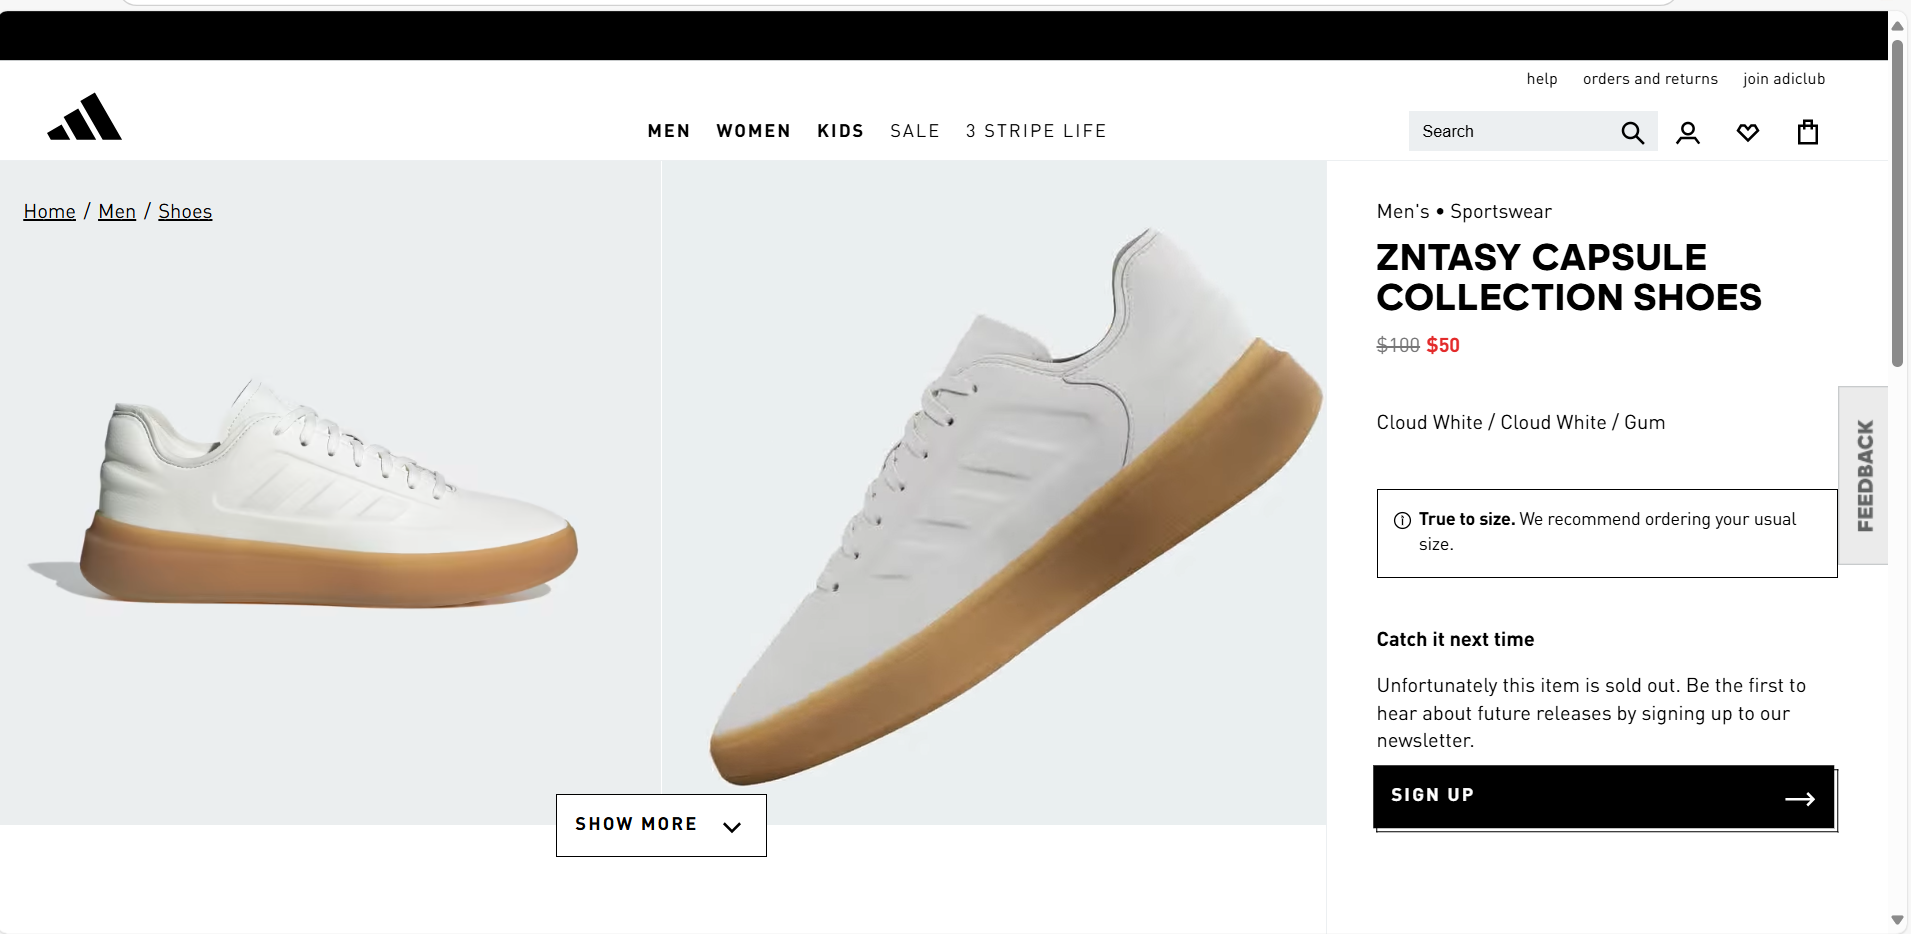 help orders and returns join adiclub
MEN WOMEN KIDS SALE 3 STRIPE LIFE
Search
Home / Men / Shoes
Men's • Sportswear
ZNTASY CAPSULE
COLLECTION SHOES
$100 $50
Cloud White / Cloud White / Gum
FEEDBACK
True to size. We recommend ordering your usual
size.
Catch it next time
Unfortunately this item is sold out. Be the first to
hear about future releases by signing up to our
newsletter.
SIGN UP
SHOW MORE